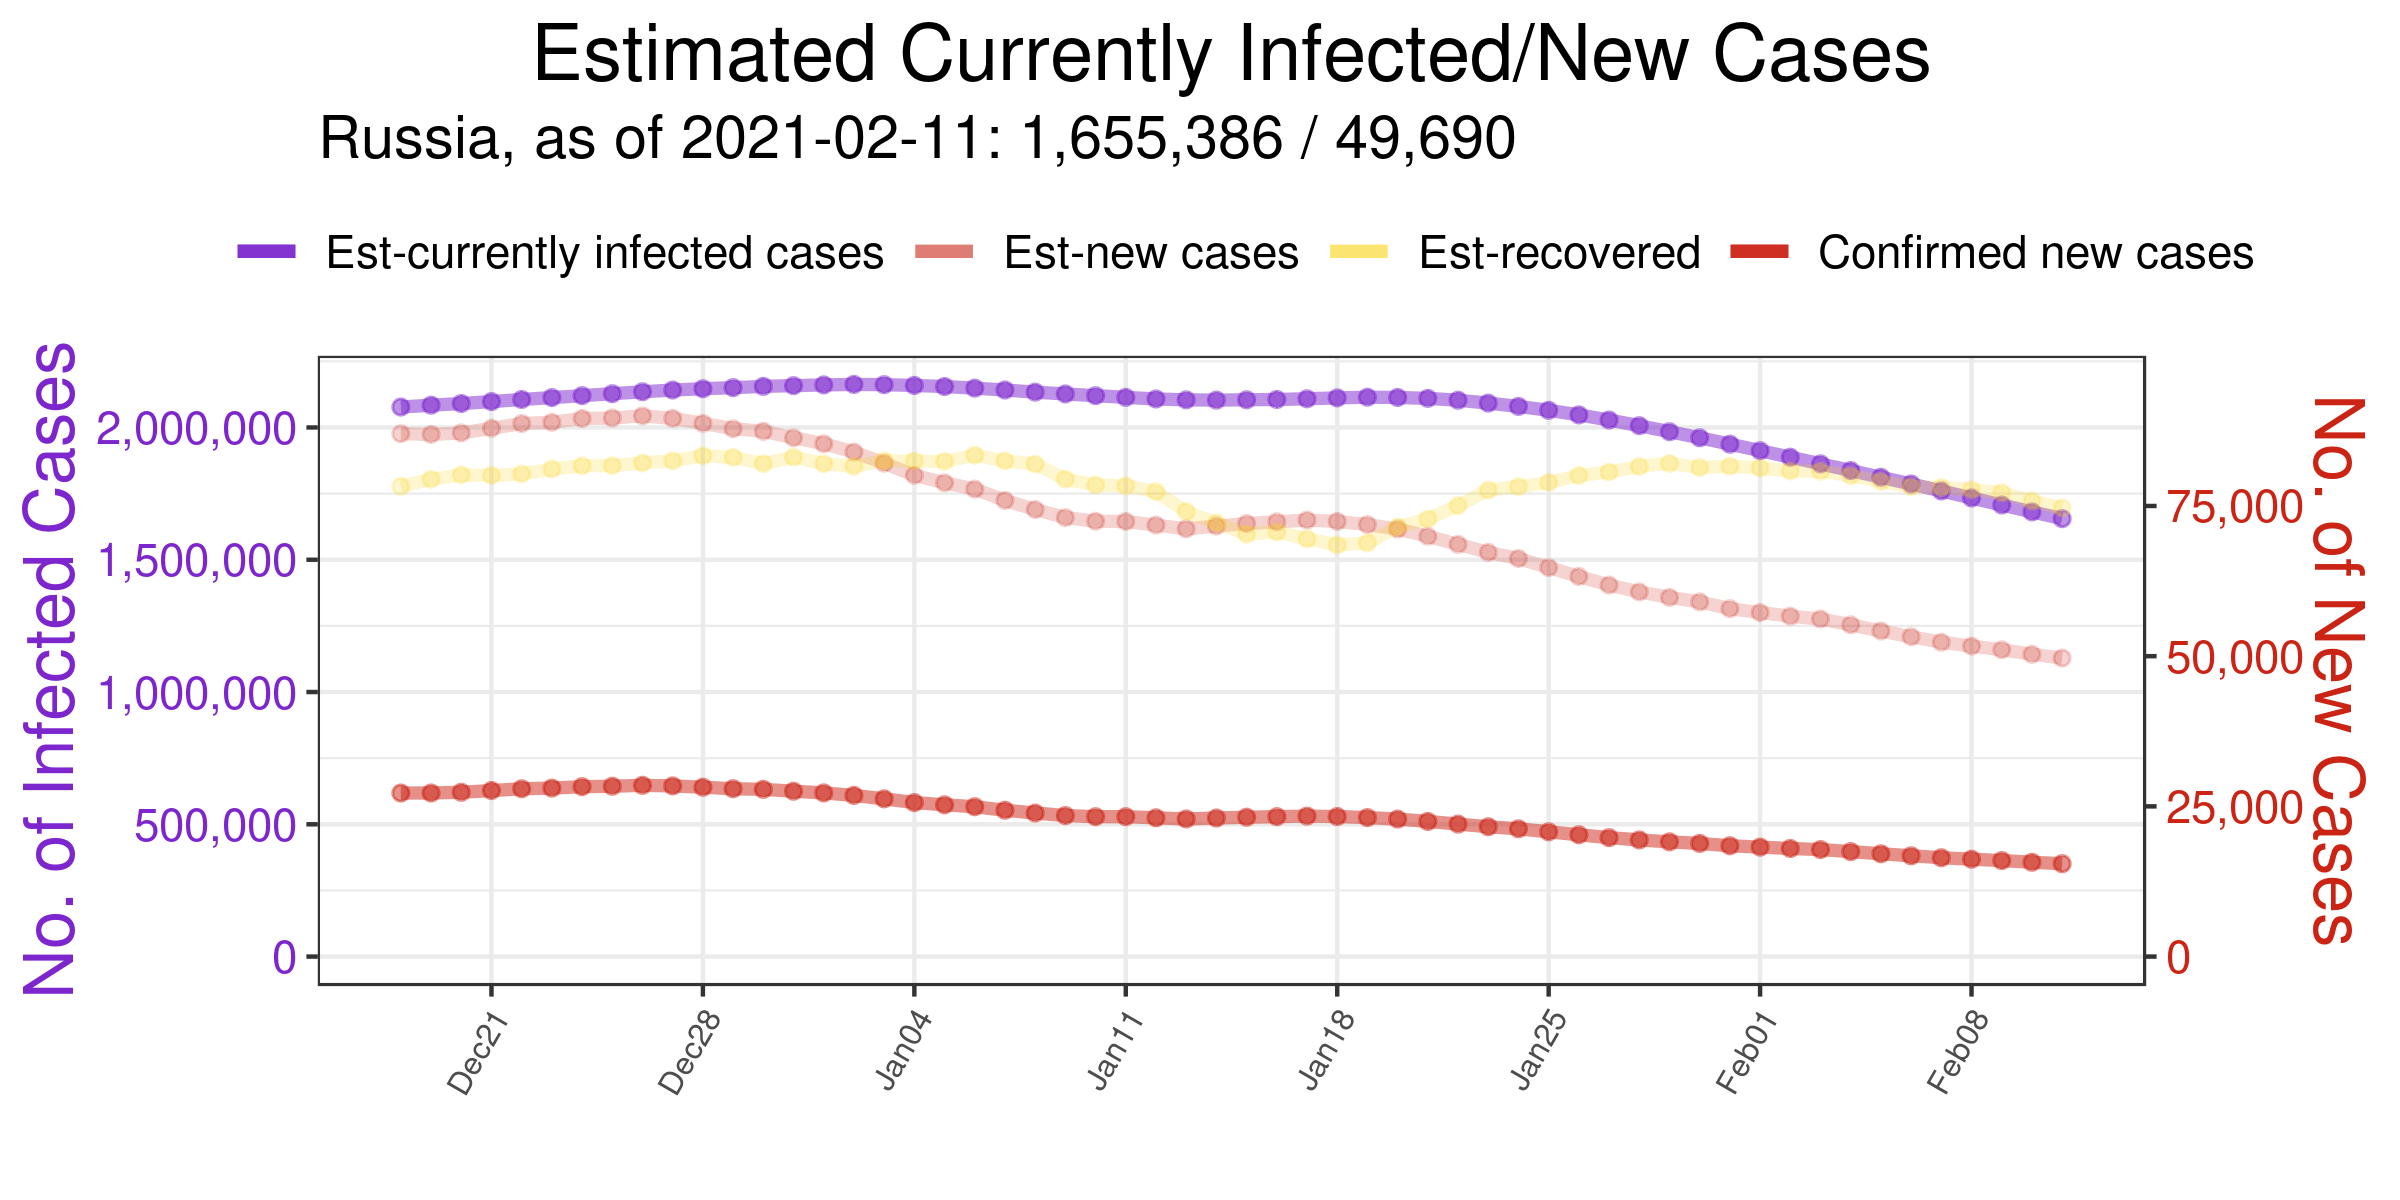 Estimated Currently Infected/New Cases
Russia, as of 2021-02-11: 1,655,386 / 49,690
Est-currently infected cases Est-new cases Est-recovered Confirmed new cases
No. of Infected Cases
2,000,000
1,500,000
1,000,000
500,000
0
75,000
50,000
25,000
0
No. of New Cases
Dec21 Dec28 Jan04 Jan11 Jan18 Jan25 Feb01 Feb08